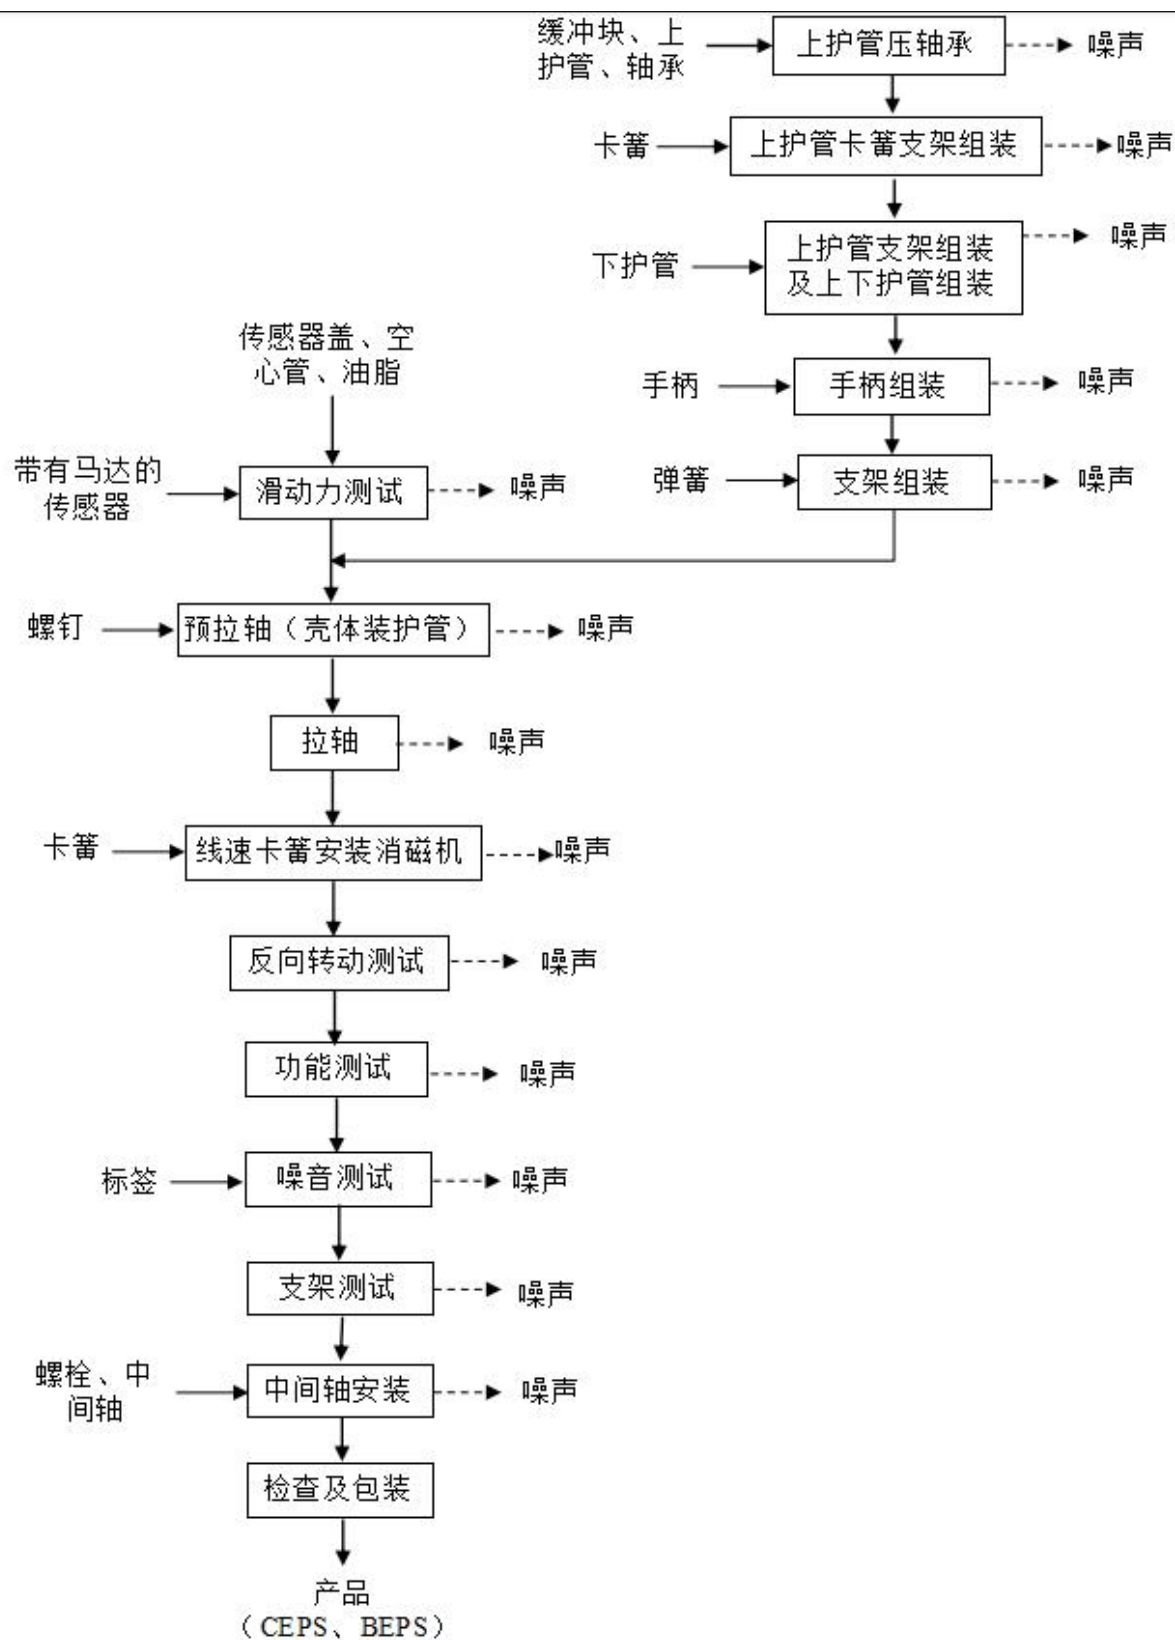 缓冲块、上
护管、轴承
上护管压轴承
噪声
卡簧
上护管卡簧支架组装
噪声
下护管
上护管支架组装
及上下护管组装
噪声
手柄
手柄组装
噪声
弹簧
支架组装
噪声
传感器盖、空
心管、油脂
带有马达的
传感器
滑动力测试
噪声
螺钉
预拉轴（壳体装护管）
噪声
拉轴
噪声
卡簧
线速卡簧安装消磁机
噪声
反向转动测试
噪声
功能测试
噪声
标签
噪音测试
噪声
支架测试
噪声
螺栓、中
间轴
中间轴安装
噪声
检查及包装
产品
（CEPS、BEPS）